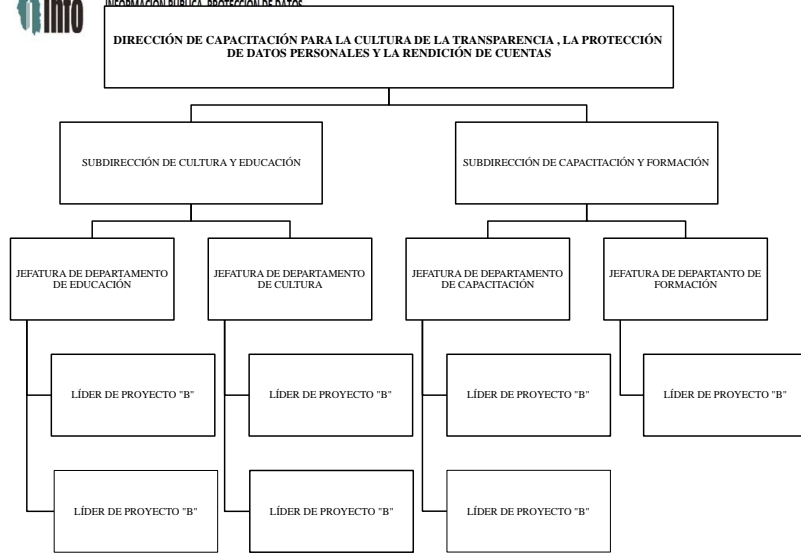 info
INFORMACIÓN PÚBLICA, PROTECCIÓN DE DATOS
DIRECCIÓN DE CAPACITACIÓN PARA LA CULTURA DE LA TRANSPARENCIA , LA PROTECCIÓN
DE DATOS PERSONALES Y LA RENDICIÓN DE CUENTAS
SUBDIRECCIÓN DE CULTURA Y EDUCACIÓN
SUBDIRECCIÓN DE CAPACITACIÓN Y FORMACIÓN
JEFATURA DE DEPARTAMENTO
DE EDUCACIÓN
JEFATURA DE DEPARTAMENTO
DE CULTURA
JEFATURA DE DEPARTAMENTO
DE CAPACITACIÓN
JEFATURA DE DEPARTANTO DE
FORMACIÓN
LÍDER DE PROYECTO "B"
LÍDER DE PROYECTO "B"
LÍDER DE PROYECTO "B"
LÍDER DE PROYECTO "B"
LÍDER DE PROYECTO "B"
LÍDER DE PROYECTO "B"
LÍDER DE PROYECTO "B"